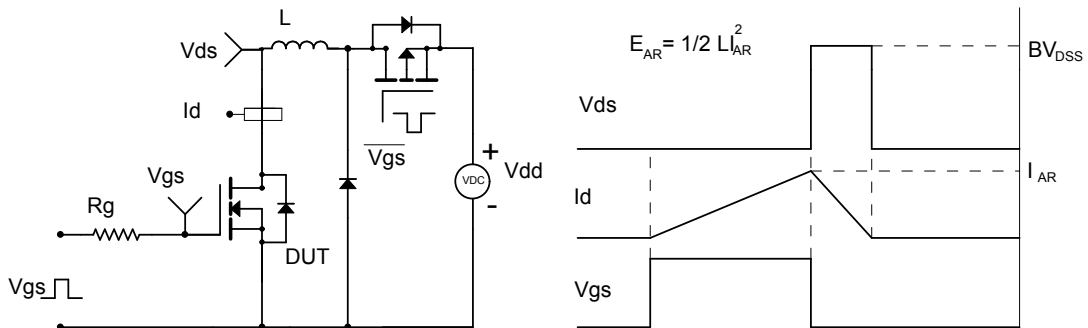 L
Vds
Id
Vgs
Rg
Vgs
DUT
Vgs
VDC
+
Vdd
-
E_AR = 1/2 LI_AR^2
Vds
BV_DSS
Id
I_AR
Vgs